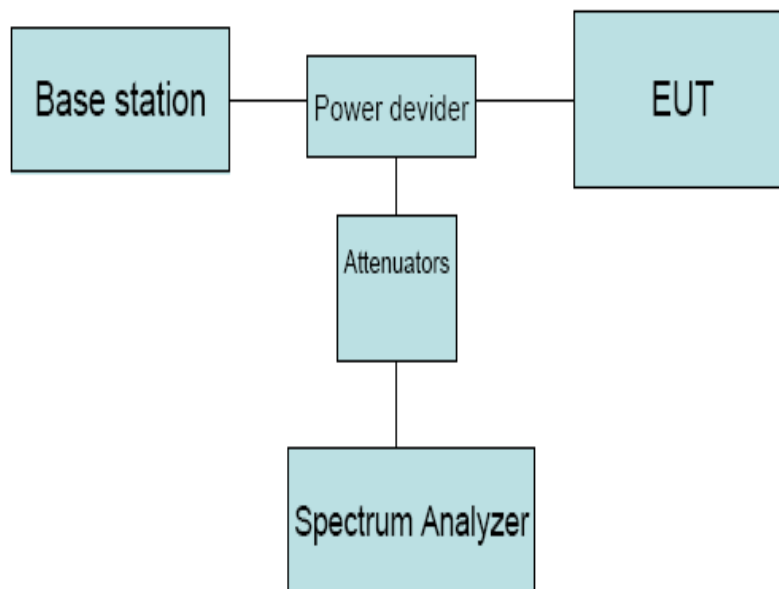 Base station
Power devider
EUT
Attenuators
Spectrum Analyzer